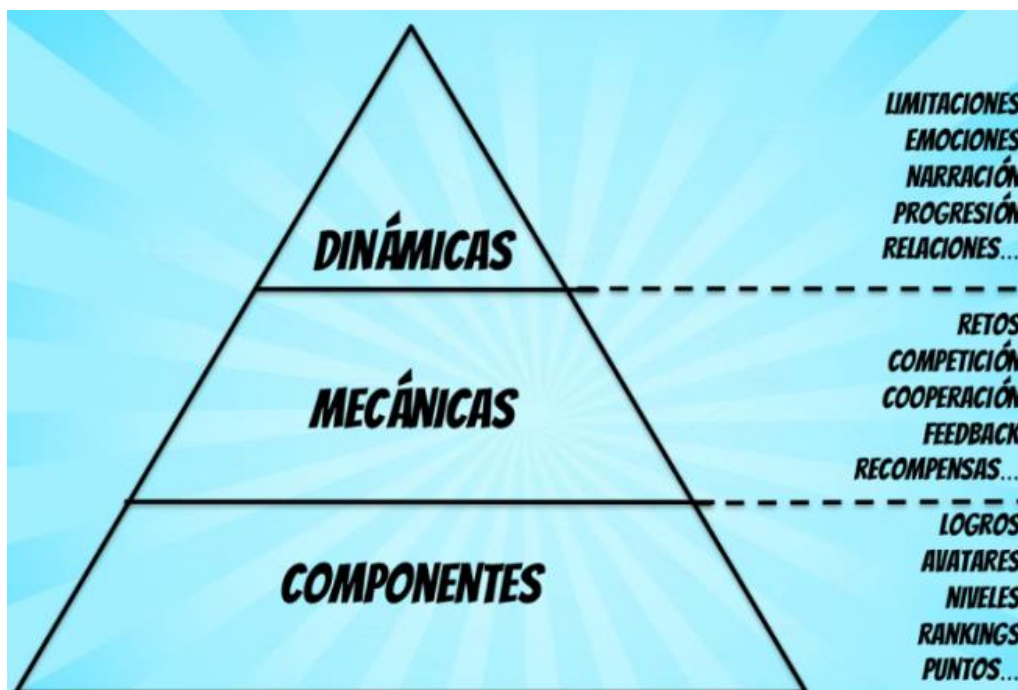 LIMITACIONES
EMOCIONES
NARRACIÓN
PROGRESIÓN
RELACIONES...
DINÁMICAS
RETOS
COMPETICIÓN
COOPERACIÓN
FEEDBACK
RECOMPENSAS...
MECÁNICAS
LOGROS
AVATARES
NIVELES
RANKINGS
PUNTOS...
COMPONENTES